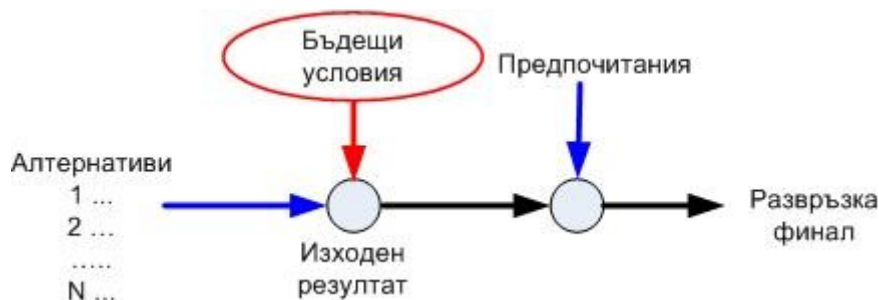 Бъдещи
условия
Предпочитания
Алтернативи
1 ...
2 ...
.....
N ...
Изходен
резултат
Развръзка
финал